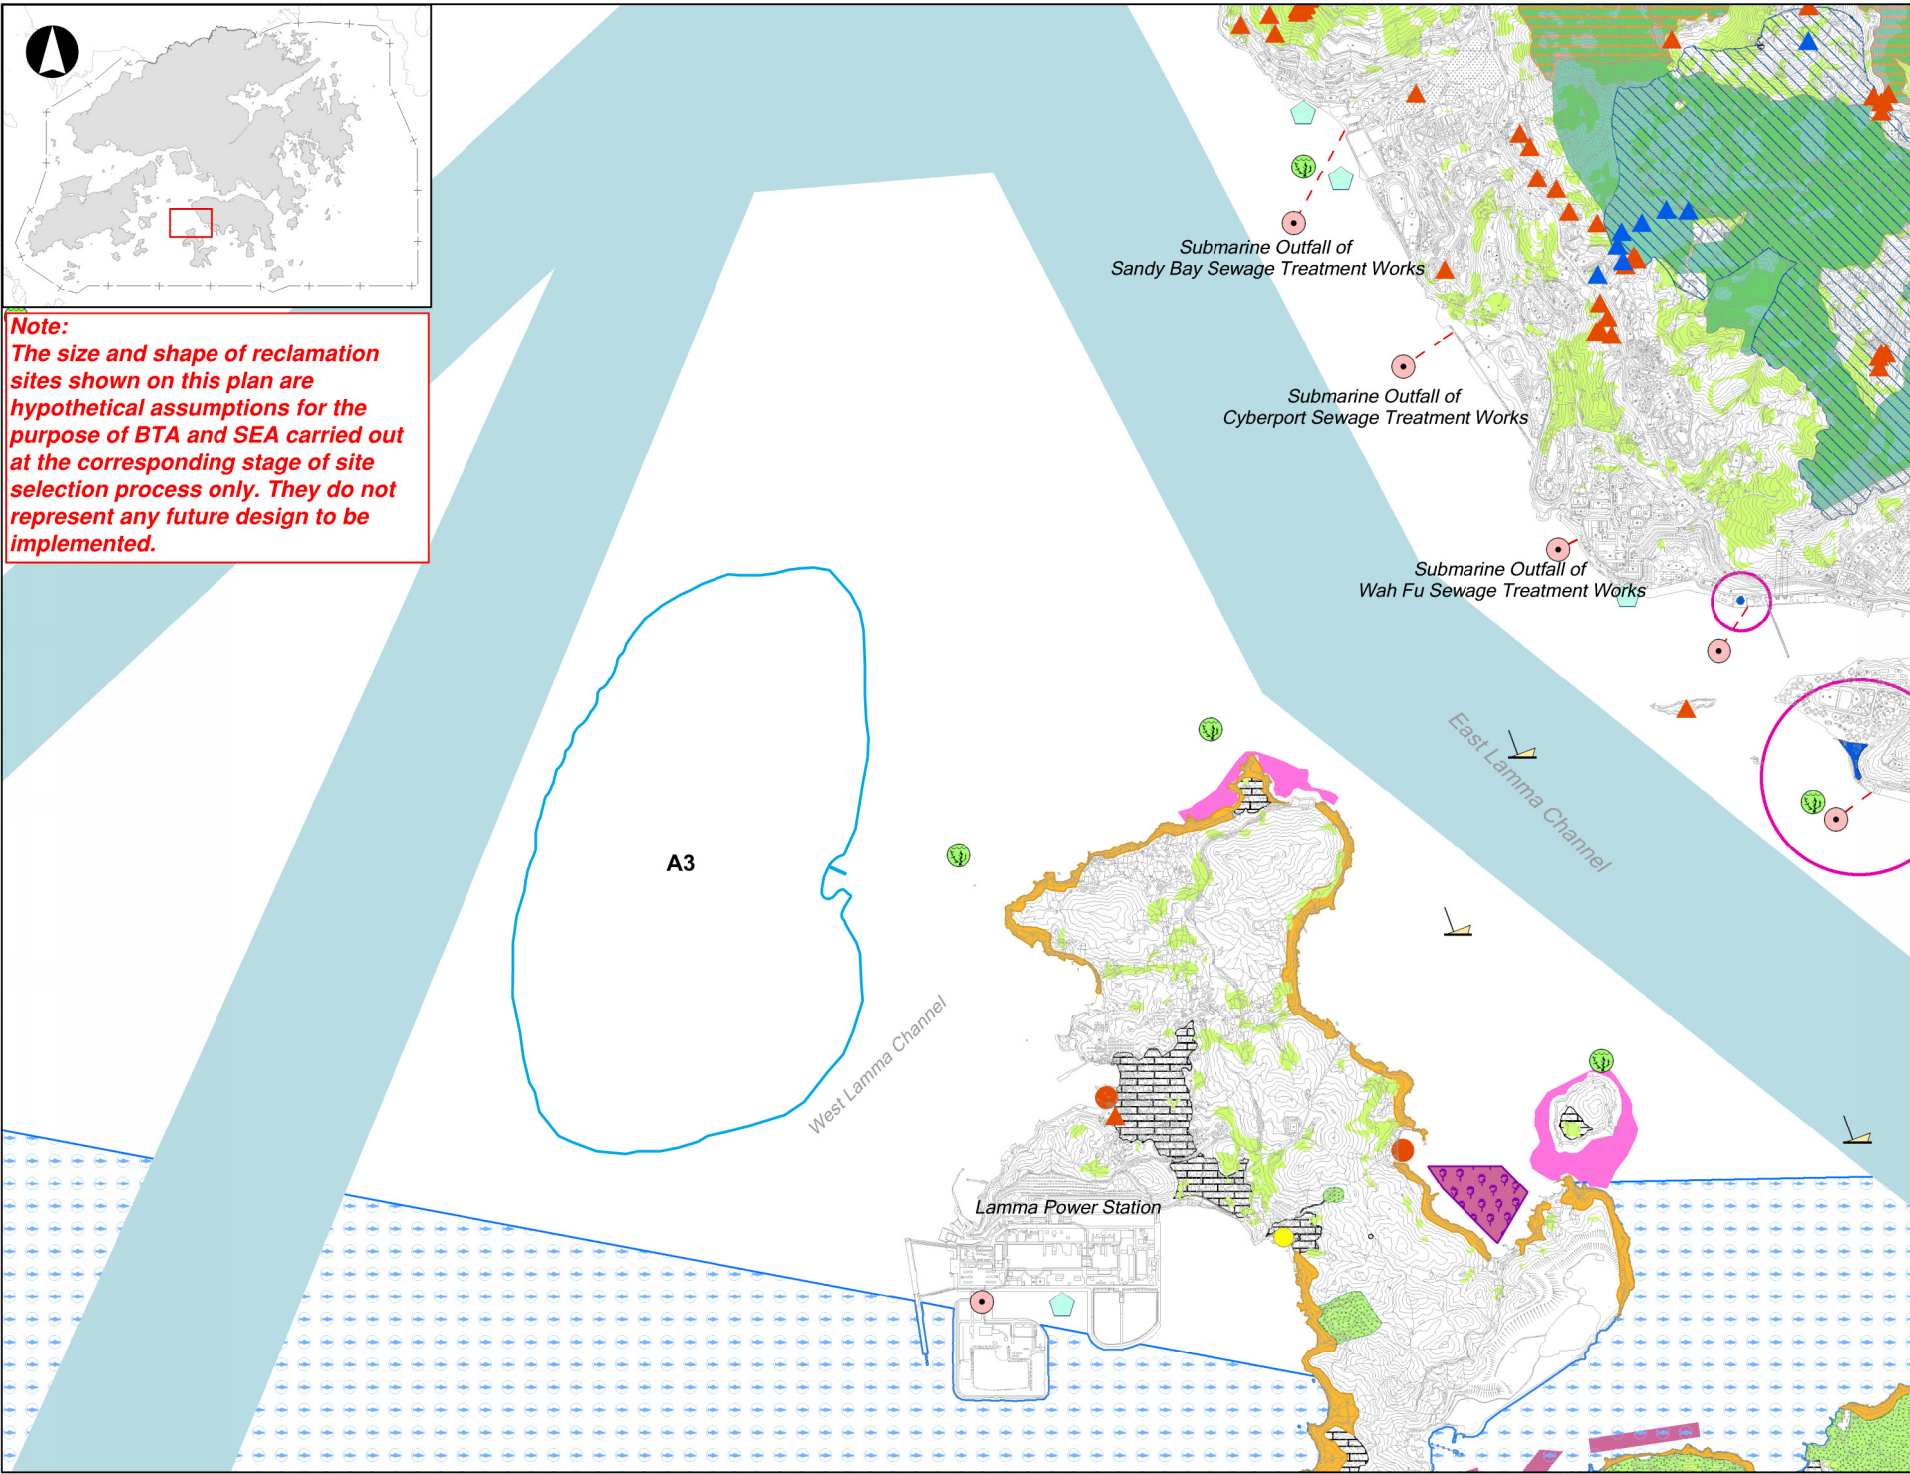 Note:
The size and shape of reclamation
sites shown on this plan are
hypothetical assumptions for the
purpose of BTA and SEA carried out
at the corresponding stage of site
selection process only. They do not
represent any future design to be
implemented.
Submarine Outfall of
Sandy Bay Sewage Treatment Works
Submarine Outfall of
Cyberport Sewage Treatment Works
Submarine Outfall of
Wah Fu Sewage Treatment Works
East Lamma Channel
A3
West Lamma Channel
Lamma Power Station